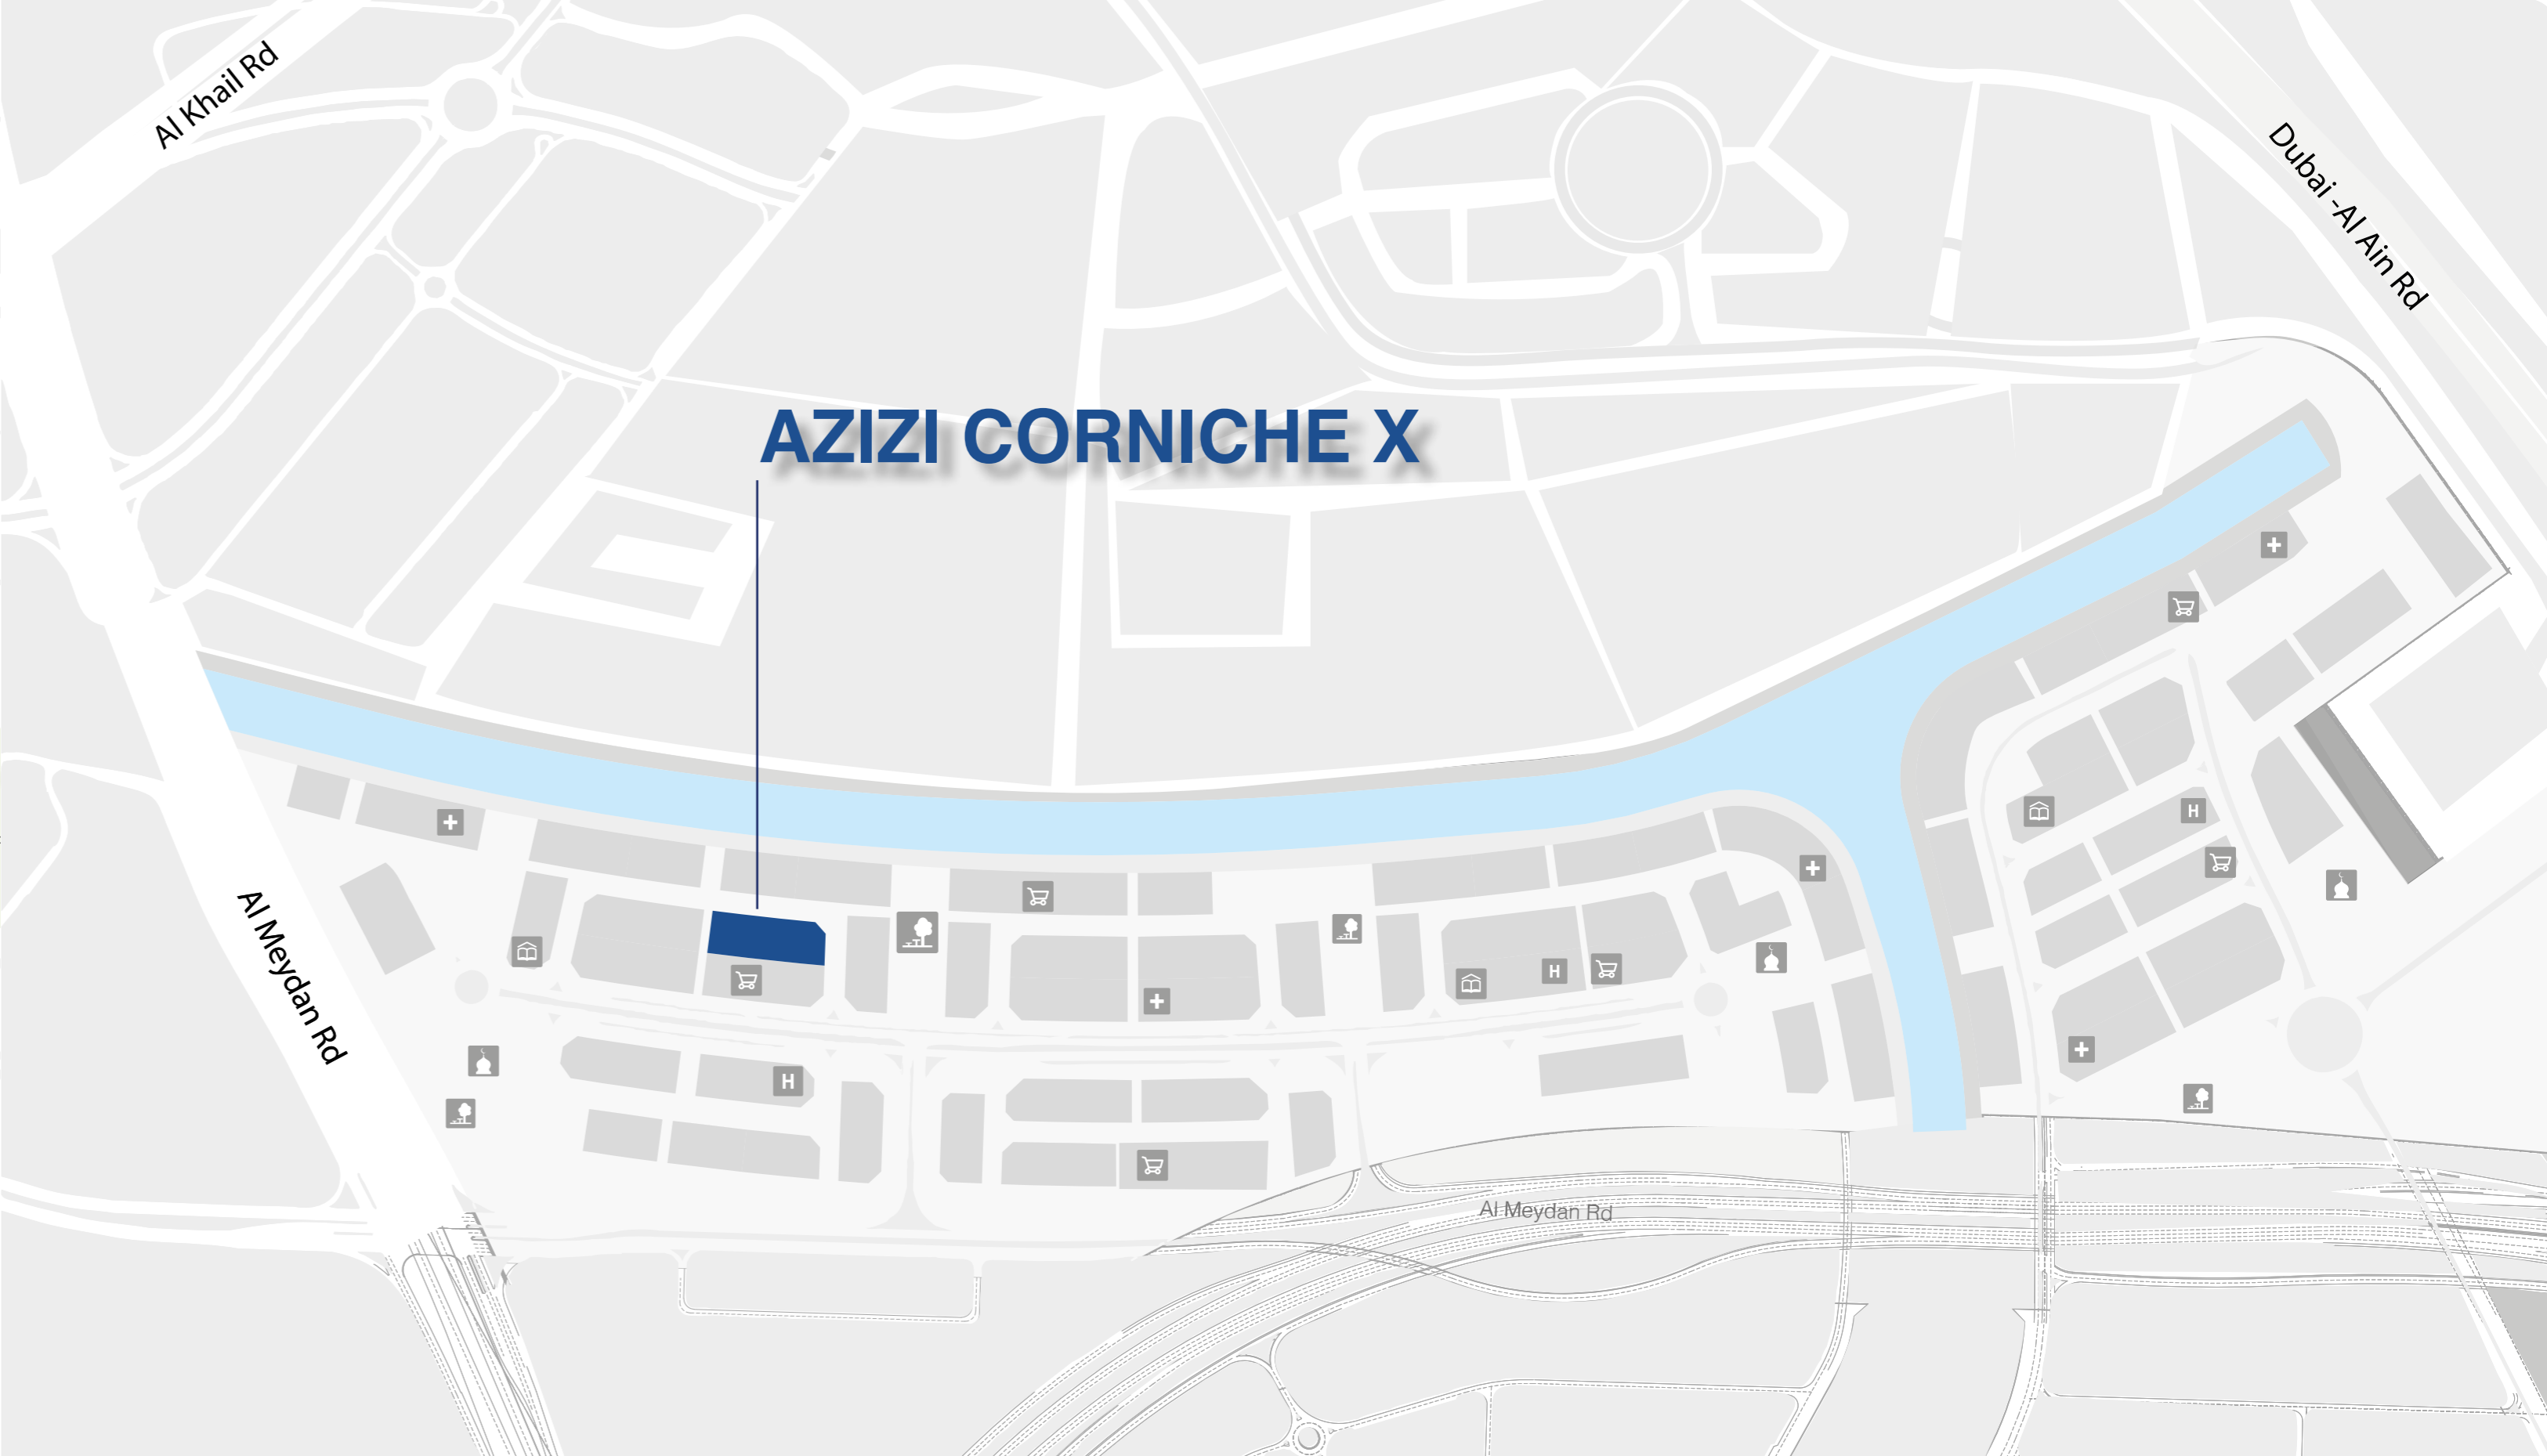 Al Khail Rd
Dubai -Al Ain Rd
AZIZI CORNICHE X
Al Meydan Rd
H
H
H
Al Meydan Rd